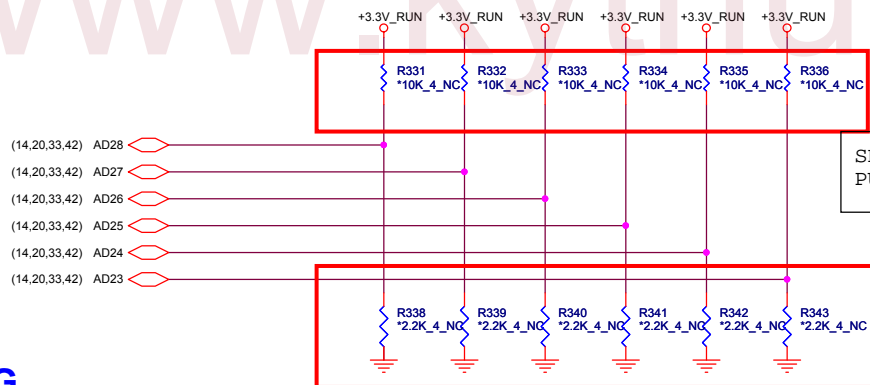 www.kythu
+3.3V_RUN +3.3V_RUN +3.3V_RUN +3.3V_RUN +3.3V_RUN +3.3V_RUN
R331 R332 R333 R334 R335 R336
*10K_4_NC *10K_4_NC *10K_4_NC *10K_4_NC *10K_4_NC *10K_4_NC
(14,20,33,42) AD28
(14,20,33,42) AD27
(14,20,33,42) AD26
(14,20,33,42) AD25
(14,20,33,42) AD24
(14,20,33,42) AD23
R338 R339 R340 R341 R342 R343
*2.2K_4_NC *2.2K_4_NC *2.2K_4_NC *2.2K_4_NC *2.2K_4_NC *2.2K_4_NC
G